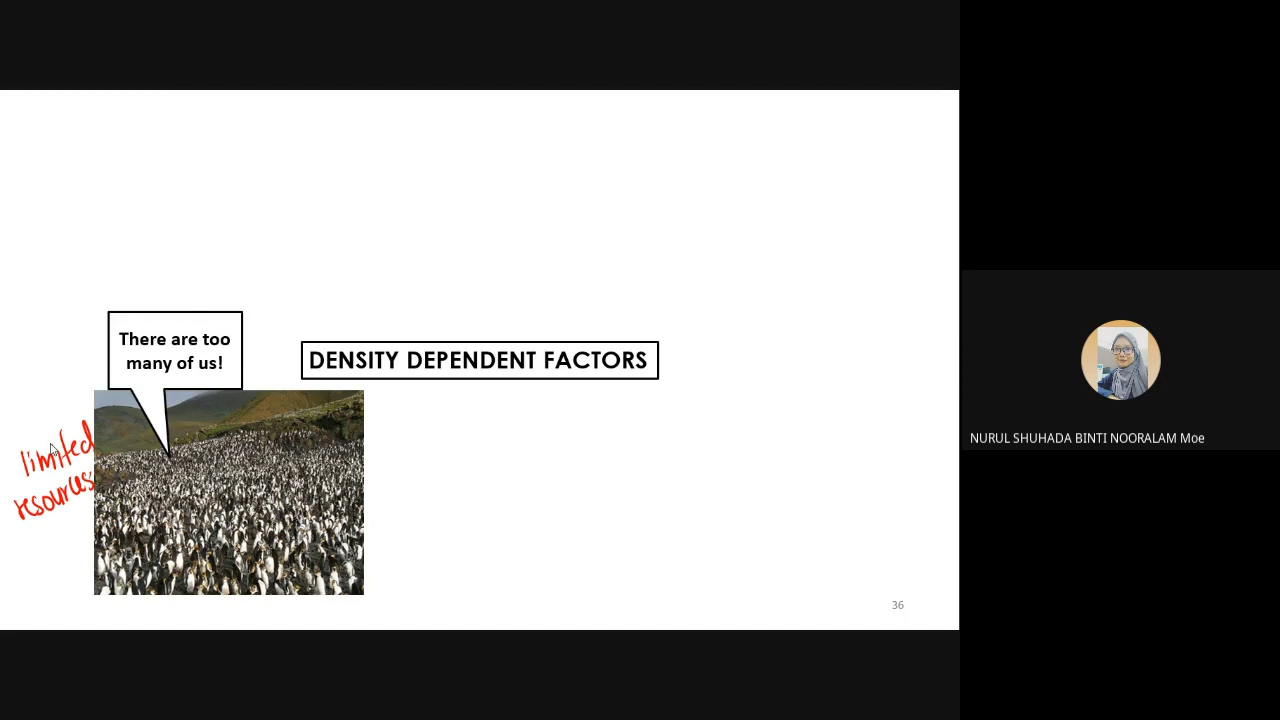 There are too
many of us!
DENSITY DEPENDENT FACTORS
limited
resources
36
NURUL SHUHADA BINTI NOORALAM Moe